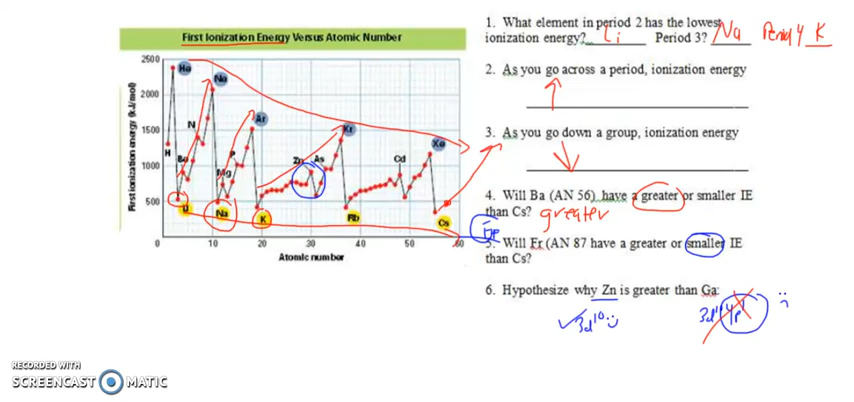 First Ionization Energy Versus Atomic Number
First ionization energy (kJ/mol)
2500
2000
1500
1000
500
0
He
Ne
Ar
Kr
Xe
H
Be
N
Mg
P
Zn
As
Cd
Li
Na
K
Rb
Cs
0 10 20 30 40 50 60
Atomic number
Fr
1. What element in period 2 has the lowest
ionization energy? Li Period 3? Na Period 4 K
2. As you go across a period, ionization energy
3. As you go down a group, ionization energy
4. Will Ba (AN 56) have a greater or smaller IE
than Cs? greater
5. Will Fr (AN 87 have a greater or smaller IE
than Cs?
6. Hypothesize why Zn is greater than Ga:
3d¹⁰
3d¹⁰ 4p¹
RECORDED WITH
SCREENCAST MATIC